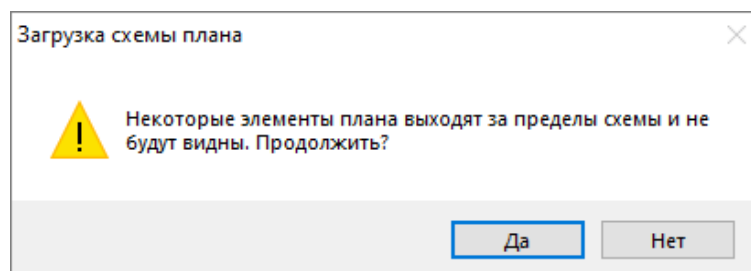 Загрузка схемы плана
Некоторые элементы плана выходят за пределы схемы и не
будут видны. Продолжить?
Да Нет